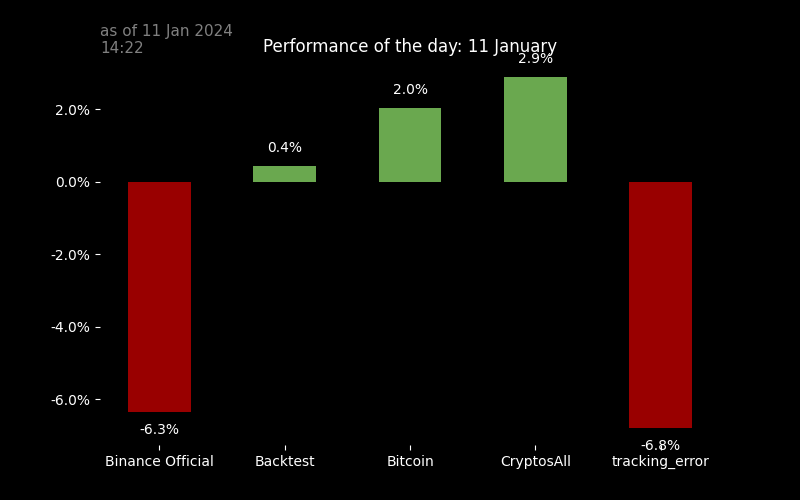 as of 11 Jan 2024
14:22
Performance of the day: 11 January
2.9%
2.0%
2.0%
0.4%
0.0%
-2.0%
-4.0%
-6.0%
-6.3%
-6.8%
Binance Official
Backtest
Bitcoin
CryptosAll
tracking_error